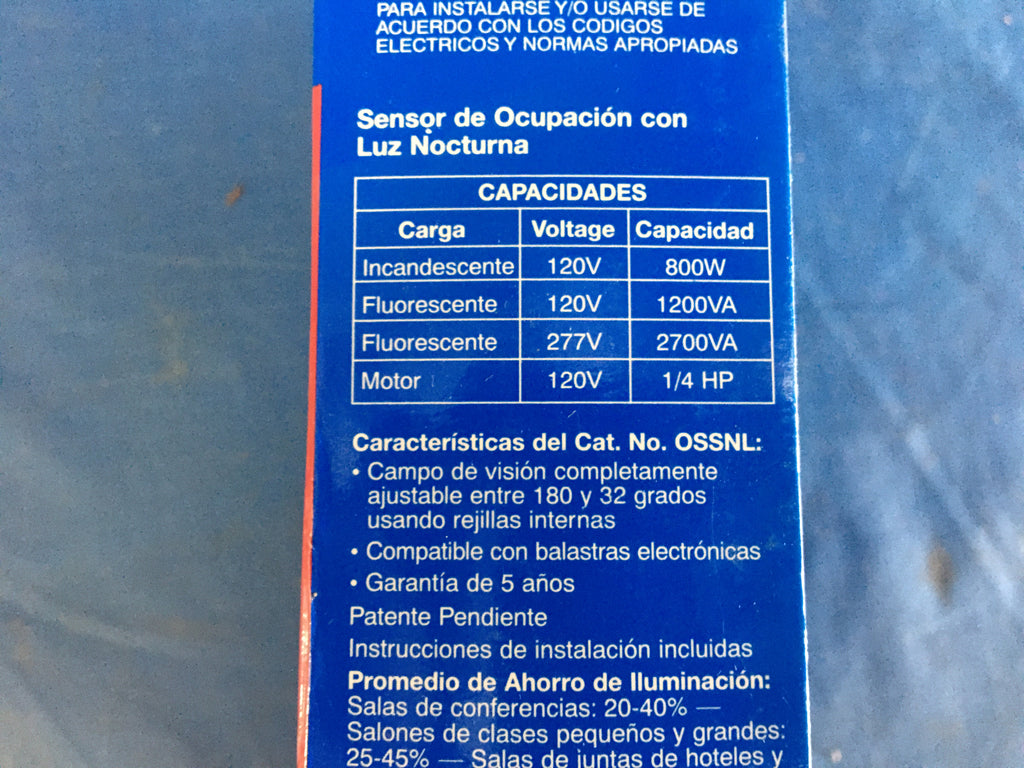 PARA INSTALARSE Y/O USARSE DE
ACUERDO CON LOS CODIGOS
ELECTRICOS Y NORMAS APROPIADAS
Sensor de Ocupación con
Luz Nocturna
CAPACIDADES
Carga Voltage Capacidad
Incandescente 120V 800W
Fluorescente 120V 1200VA
Fluorescente 277V 2700VA
Motor 120V 1/4 HP
Características del Cat. No. OSSNL:
• Campo de visión completamente
ajustable entre 180 y 32 grados
usando rejillas internas
• Compatible con balastras electrónicas
• Garantía de 5 años
Patente Pendiente
Instrucciones de instalación incluidas
Promedio de Ahorro de Iluminación:
Salas de conferencias: 20-40% —
Salones de clases pequeños y grandes:
25-45% — Salas de juntas de hoteles y